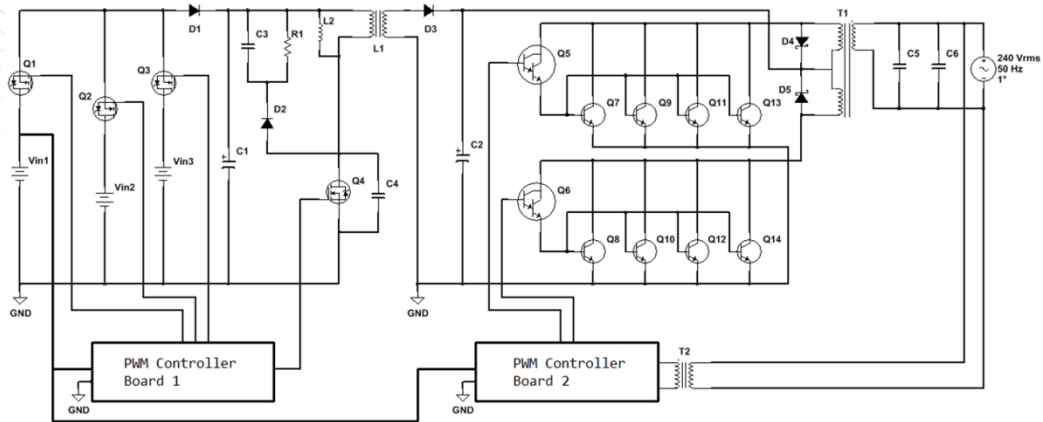 T1
D1
D3
L2
C3
R1
L1
D4
Q5
C5
C6
240 Vrms
50 Hz
1°
Q1
Q3
Q2
D5
Q7
Q9
Q11
Q13
D2
C1
C2
Vin1
Vin3
Vin2
Q4
C4
Q6
Q8
Q10
Q12
Q14
GND
GND
PWM Controller
Board 1
PWM Controller
Board 2
T2
GND
GND